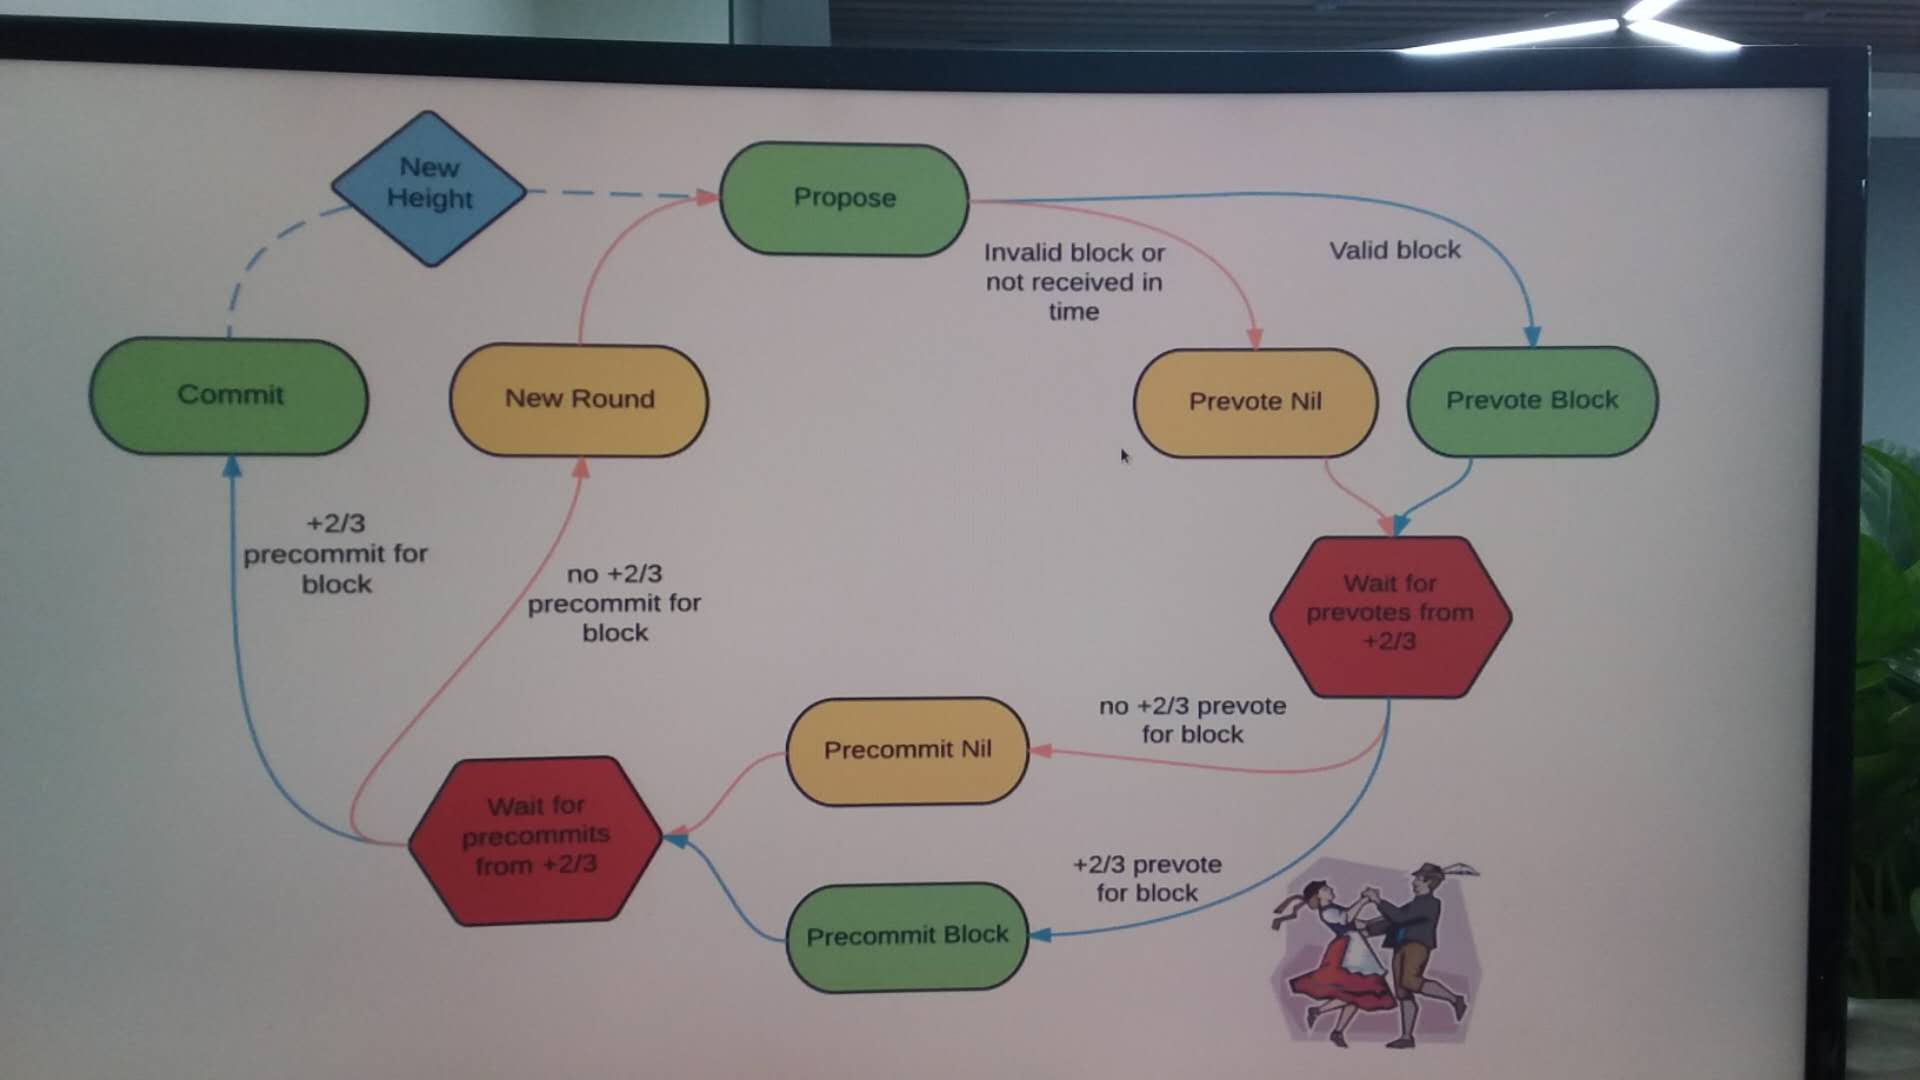 New
Height
Propose
Invalid block or
not received in
time
Valid block
Commit
New Round
Prevote Nil
Prevote Block
+2/3
precommit for
block
no +2/3
precommit for
block
Wait for
prevotes from
+2/3
no +2/3 prevote
for block
Precommit Nil
Wait for
precommits
from +2/3
+2/3 prevote
for block
Precommit Block